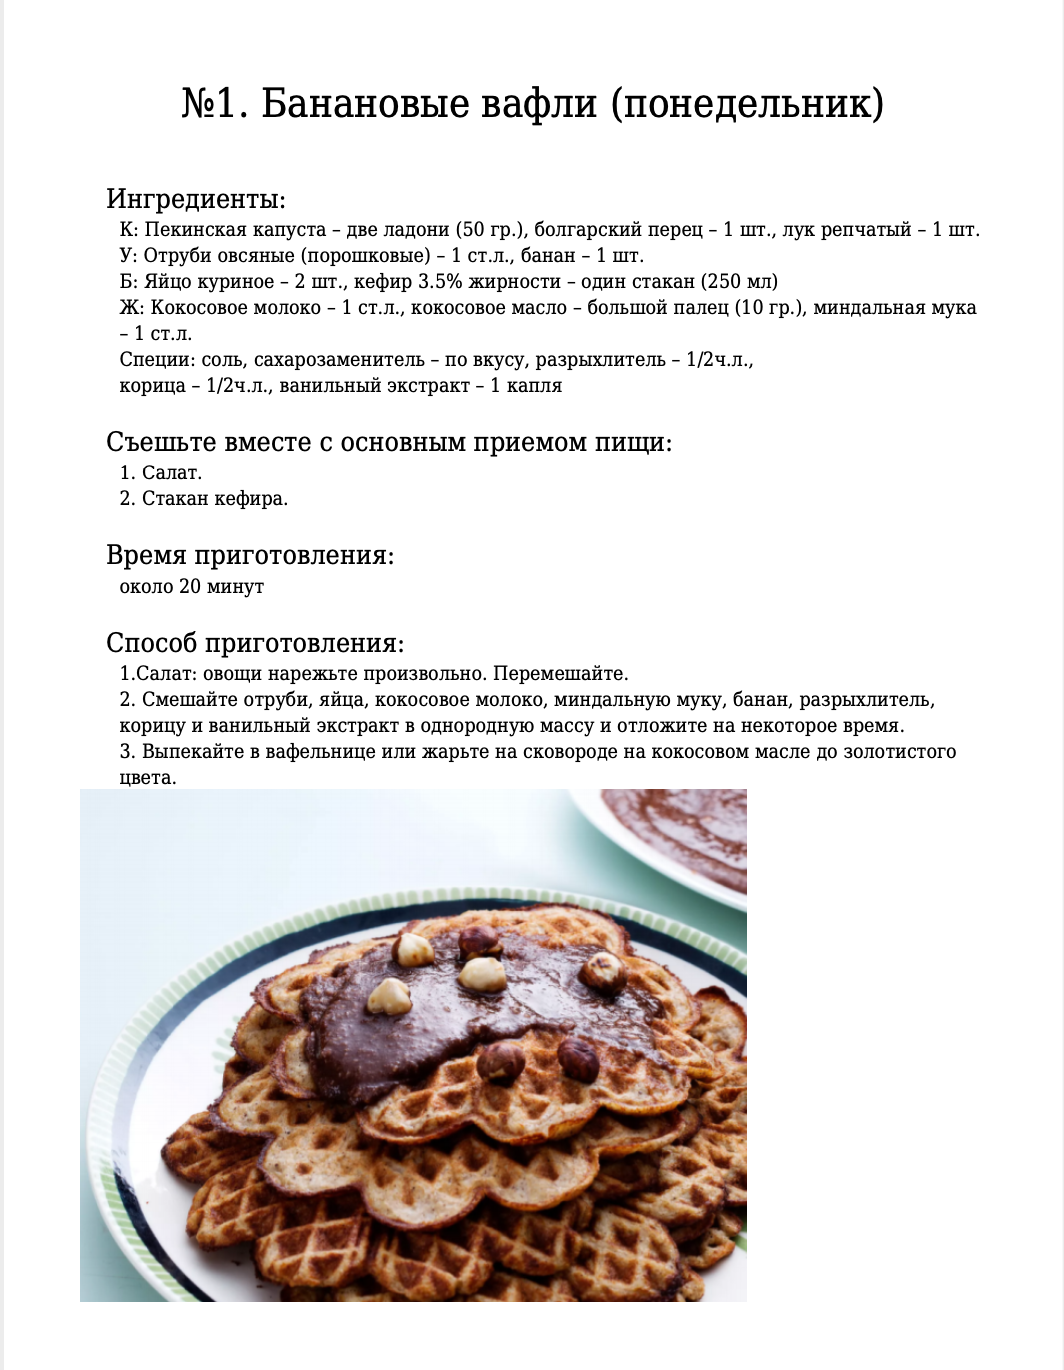 №1. Банановые вафли (понедельник)
Ингредиенты:
К: Пекинская капуста – две ладони (50 гр.), болгарский перец – 1 шт., лук репчатый – 1 шт.
У: Отруби овсяные (порошковые) – 1 ст.л., банан – 1 шт.
Б: Яйцо куриное – 2 шт., кефир 3.5% жирности – один стакан (250 мл)
Ж: Кокосовое молоко – 1 ст.л., кокосовое масло – большой палец (10 гр.), миндальная мука
– 1 ст.л.
Специи: соль, сахарозаменитель – по вкусу, разрыхлитель – 1/2ч.л.,
корица – 1/2ч.л., ванильный экстракт – 1 капля
Съешьте вместе с основным приемом пищи:
1. Салат.
2. Стакан кефира.
Время приготовления:
около 20 минут
Способ приготовления:
1.Салат: овощи нарежьте произвольно. Перемешайте.
2. Смешайте отруби, яйца, кокосовое молоко, миндальную муку, банан, разрыхлитель,
корицу и ванильный экстракт в однородную массу и отложите на некоторое время.
3. Выпекайте в вафельнице или жарьте на сковороде на кокосовом масле до золотистого
цвета.